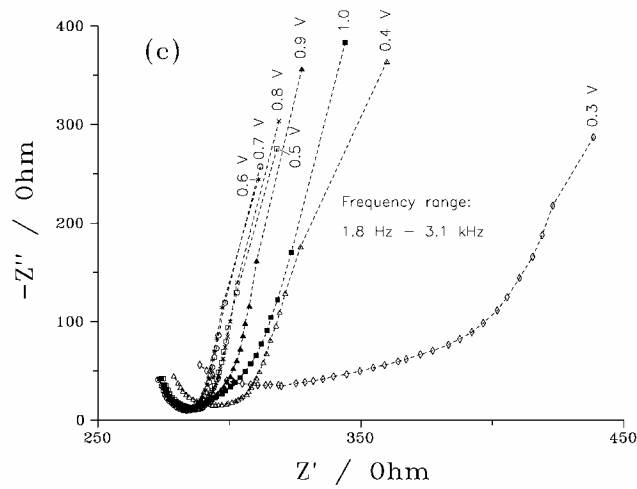 (c)
400
300
200
100
0
-Z'' / Ohm
0.6 V
0.7 V
0.8 V
0.5 V
0.9 V
1.0
0.4 V
0.3 V
Frequency range:
1.8 Hz - 3.1 kHz
250
350
450
Z' / Ohm